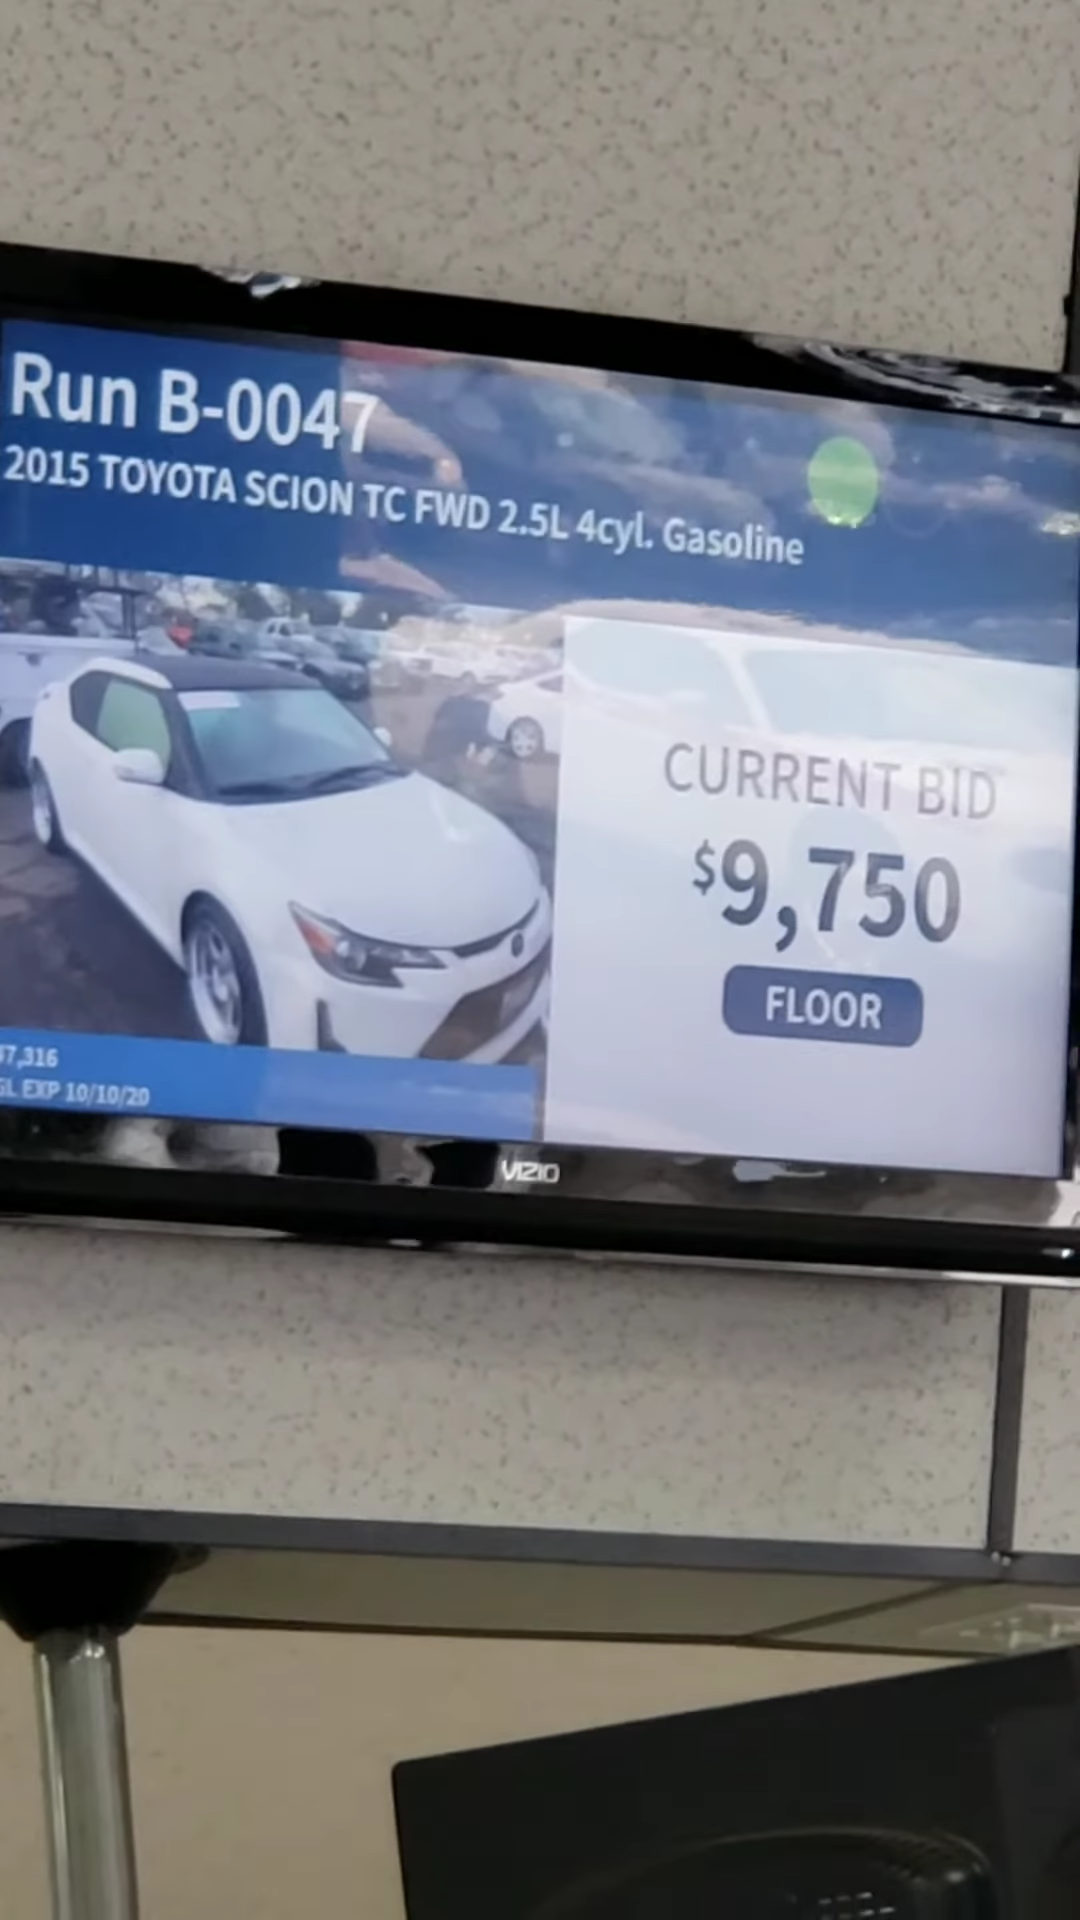 Run B-0047
2015 TOYOTA SCION TC FWD 2.5L 4cyl. Gasoline
CURRENT BID
$9,750
FLOOR
7,316
EXP 10/10/20
VIZIO